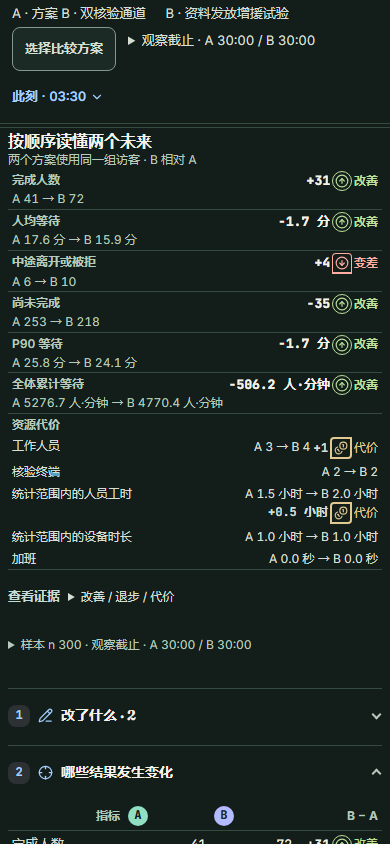 A · 方案 B · 双核验通道 B · 资料发放增援试验
选择比较方案
▶ 观察截止 · A 30:00 / B 30:00
此刻 · 03:30
按顺序读懂两个未来
两个方案使用同一组访客 · B 相对 A
完成人数 +31 改善
A 41 → B 72
人均等待 -1.7 分 改善
A 17.6 分 → B 15.9 分
中途离开或被拒 +4 变差
A 6 → B 10
尚未完成 -35 改善
A 253 → B 218
P90 等待 -1.7 分 改善
A 25.8 分 → B 24.1 分
全体累计等待 -506.2 人·分钟 改善
A 5276.7 人·分钟 → B 4770.4 人·分钟
资源代价
工作人员 A 3 → B 4 +1 代价
核验终端 A 2 → B 2
统计范围内的人员工时 A 1.5 小时 → B 2.0 小时
+0.5 小时 代价
统计范围内的设备时长 A 1.0 小时 → B 1.0 小时
加班 A 0.0 秒 → B 0.0 秒
查看证据 ▶ 改善 / 退步 / 代价
▶ 样本 n 300 · 观察截止 · A 30:00 / B 30:00
1 改了什么 · 2
2 哪些结果发生变化
指标 A B B − A
完成人数 41 72 +31 改善